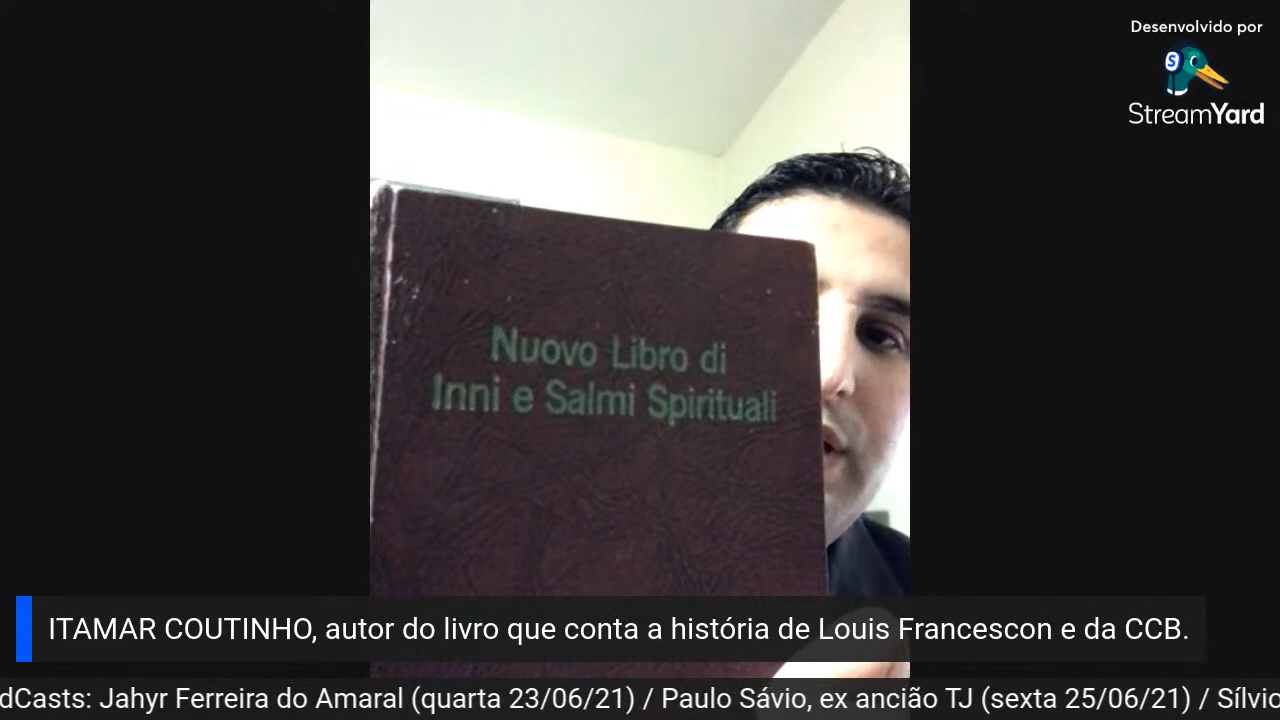 Desenvolvido por
StreamYard
Nuovo Libro di
Inni e Salmi Spirituali
ITAMAR COUTINHO, autor do livro que conta a história de Louis Francescon e da CCB.
dCasts: Jahyr Ferreira do Amaral (quarta 23/06/21) / Paulo Sávio, ex ancião TJ (sexta 25/06/21) / Sílvio